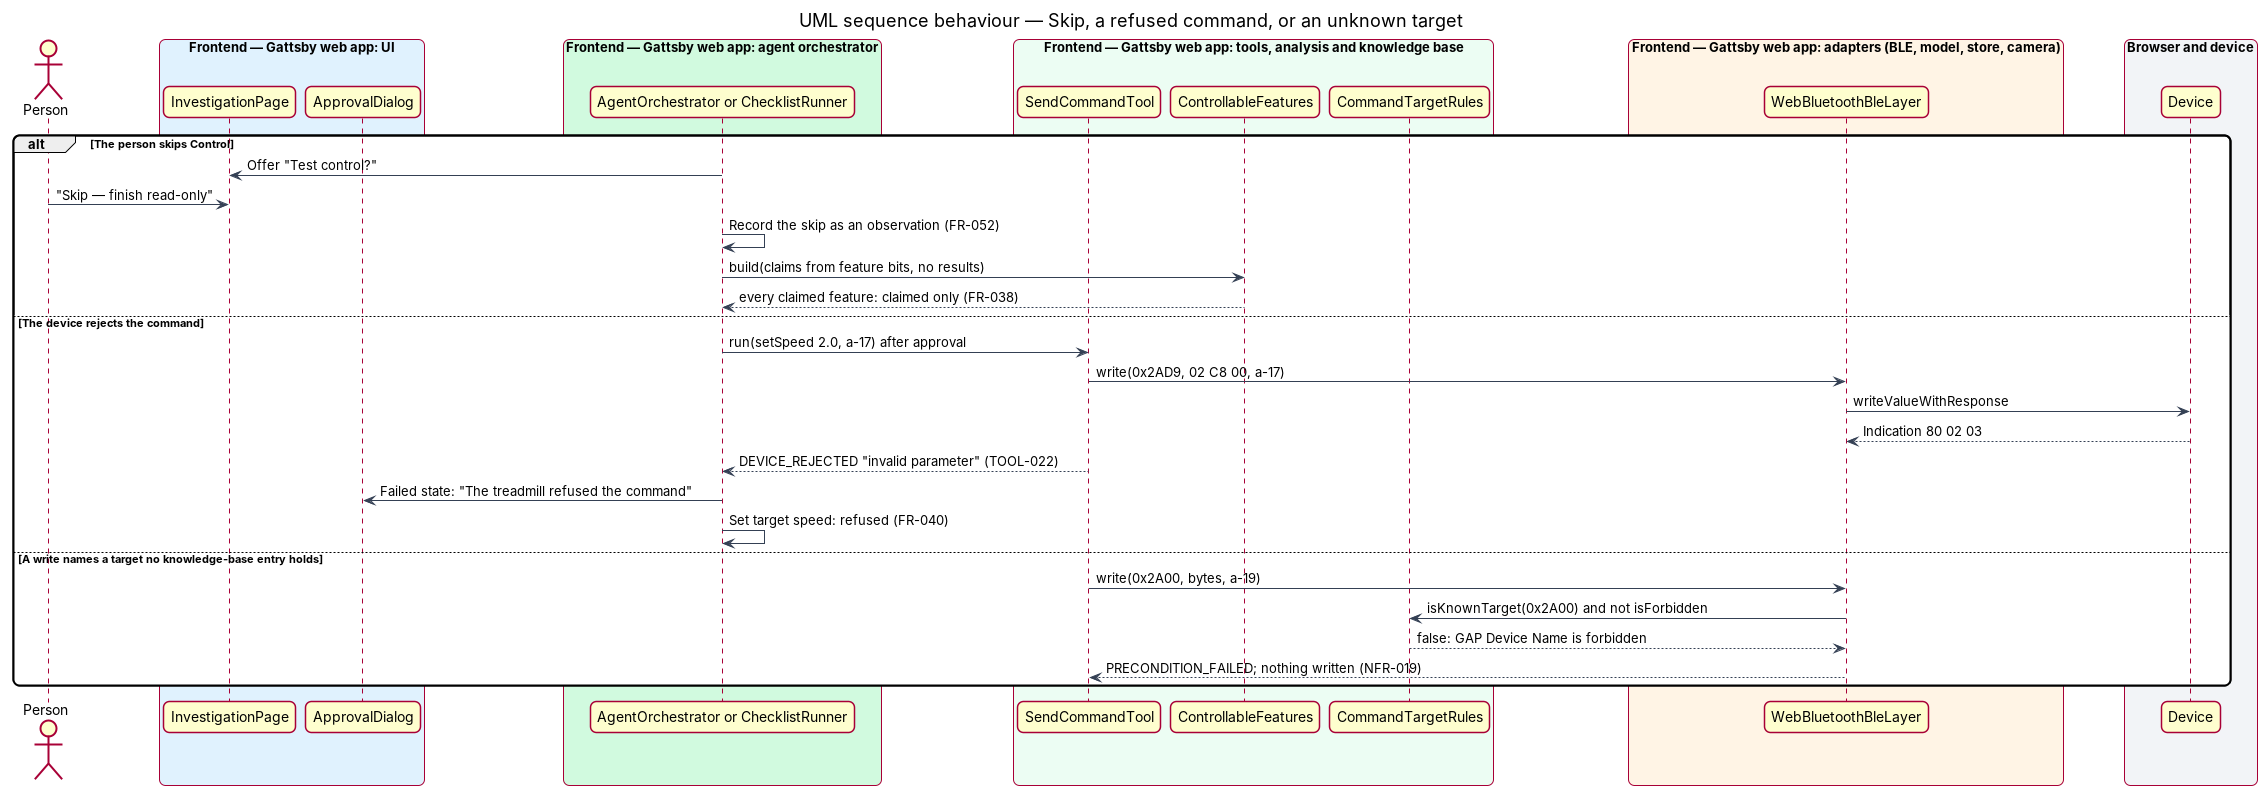 UML sequence behaviour — Skip, a refused command, or an unknown target
Frontend — Gattsby web app: UI
Frontend — Gattsby web app: agent orchestrator
Frontend — Gattsby web app: tools, analysis and knowledge base
Frontend — Gattsby web app: adapters (BLE, model, store, camera)
Browser and device
Person
InvestigationPage
ApprovalDialog
AgentOrchestrator or ChecklistRunner
SendCommandTool
ControllableFeatures
CommandTargetRules
WebBluetoothBleLayer
Device
alt
[The person skips Control]
Offer "Test control?"
"Skip — finish read-only"
Record the skip as an observation (FR-052)
build(claims from feature bits, no results)
every claimed feature: claimed only (FR-038)
[The device rejects the command]
run(setSpeed 2.0, a-17) after approval
write(0x2AD9, 02 C8 00, a-17)
writeValueWithResponse
Indication 80 02 03
DEVICE_REJECTED "invalid parameter" (TOOL-022)
Failed state: "The treadmill refused the command"
Set target speed: refused (FR-040)
[A write names a target no knowledge-base entry holds]
write(0x2A00, bytes, a-19)
isKnownTarget(0x2A00) and not isForbidden
false: GAP Device Name is forbidden
PRECONDITION_FAILED; nothing written (NFR-019)
Person
InvestigationPage
ApprovalDialog
AgentOrchestrator or ChecklistRunner
SendCommandTool
ControllableFeatures
CommandTargetRules
WebBluetoothBleLayer
Device